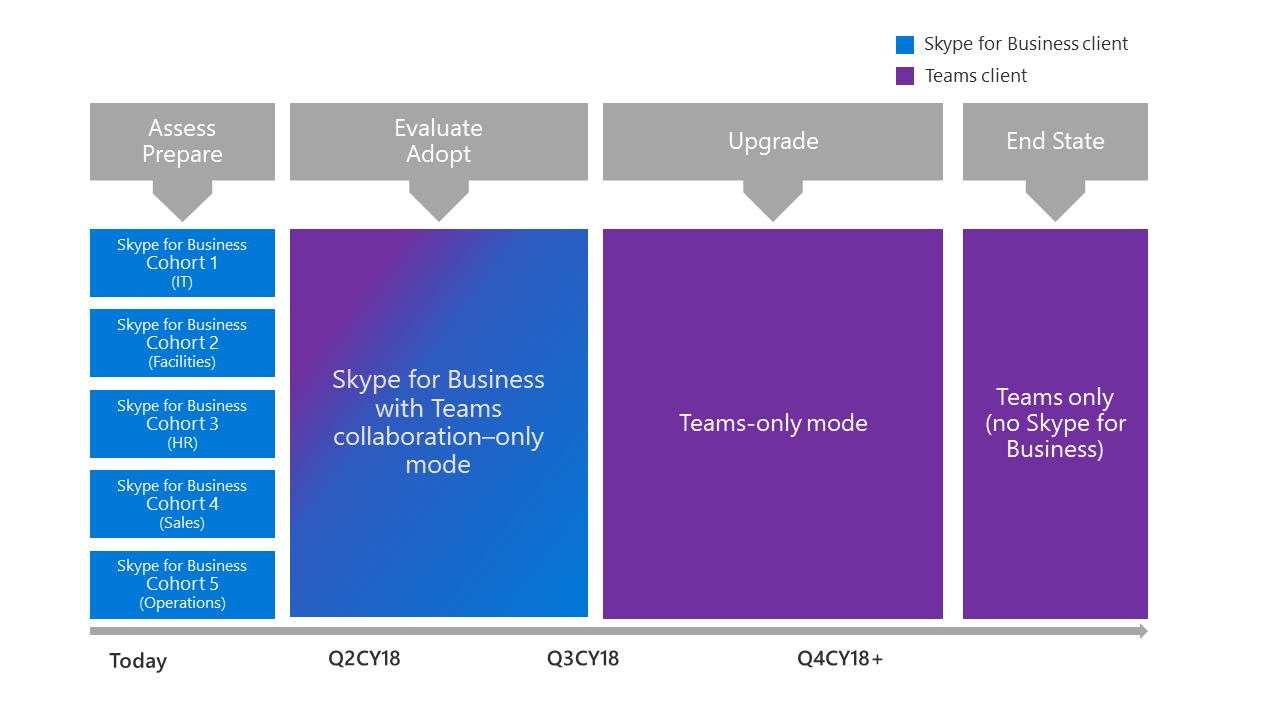 Skype for Business client
Teams client
Assess
Prepare
Evaluate
Adopt
Upgrade
End State
Skype for Business
Cohort 1
(IT)
Skype for Business
Cohort 2
(Facilities)
Skype for Business
Cohort 3
(HR)
Skype for Business
Cohort 4
(Sales)
Skype for Business
Cohort 5
(Operations)
Skype for Business
with Teams
collaboration–only
mode
Teams-only mode
Teams only
(no Skype for
Business)
Today
Q2CY18
Q3CY18
Q4CY18+